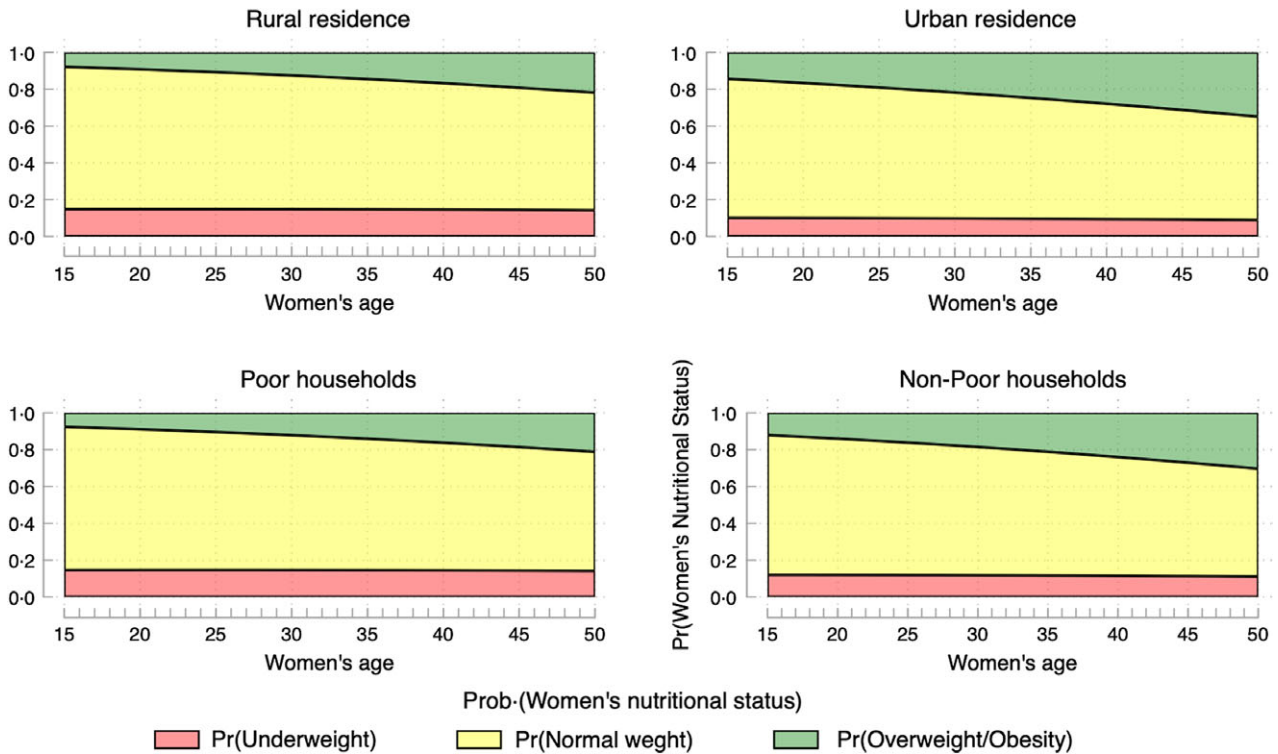 Rural residence
1·0
0·8
0·6
0·4
0·2
0·0
15 20 25 30 35 40 45 50
Women's age
Urban residence
1·0
0·8
0·6
0·4
0·2
0·0
15 20 25 30 35 40 45 50
Women's age
Poor households
1·0
0·8
0·6
0·4
0·2
0·0
15 20 25 30 35 40 45 50
Women's age
Pr(Women's Nutritional Status)
Non-Poor households
1·0
0·8
0·6
0·4
0·2
0·0
15 20 25 30 35 40 45 50
Women's age
Prob·(Women's nutritional status)
Pr(Underweight) Pr(Normal weght) Pr(Overweight/Obesity)